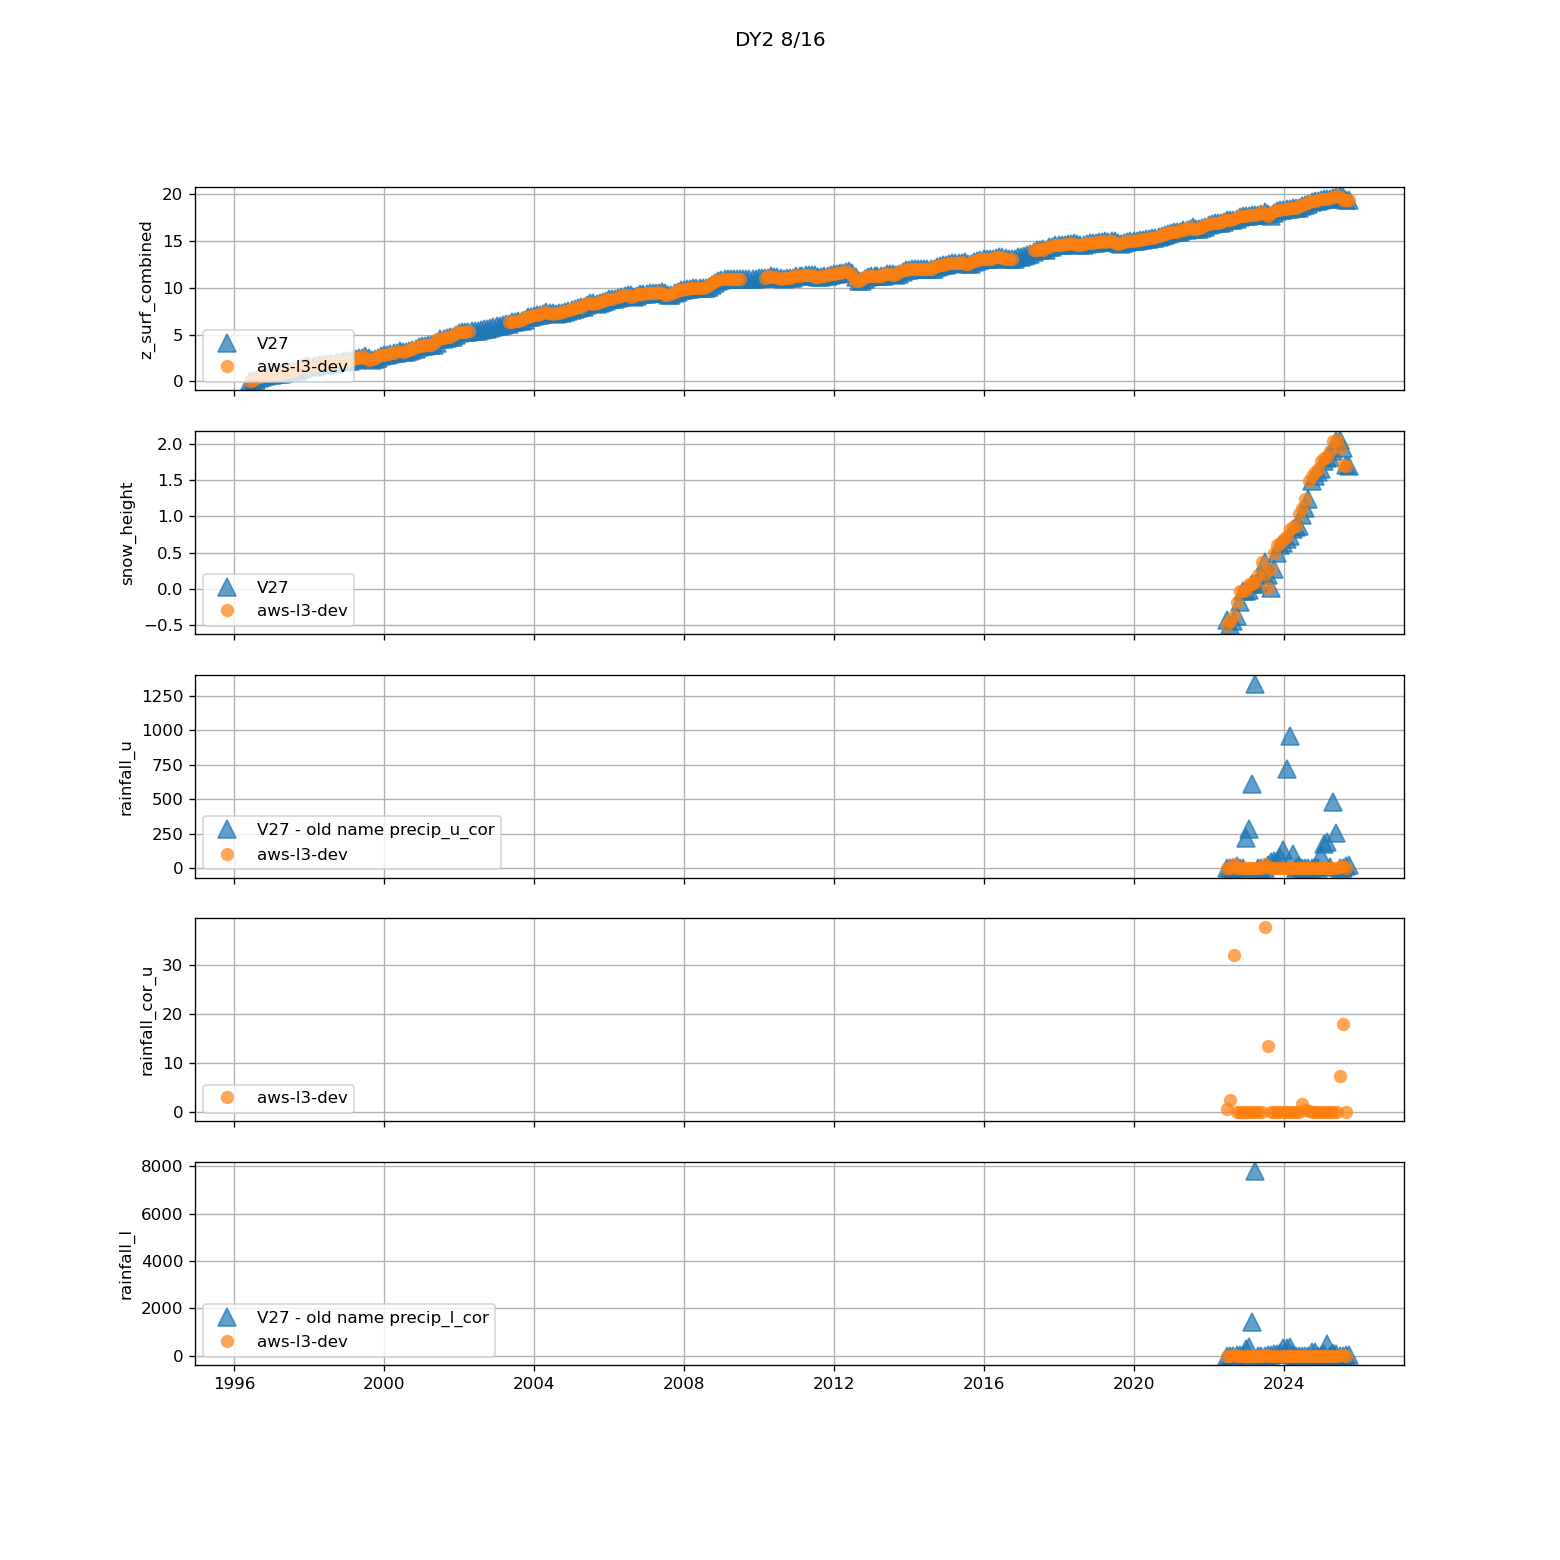 DY2 8/16
20
15
10
5
0
z_surf_combined
V27
aws-l3-dev
2.0
1.5
1.0
0.5
0.0
−0.5
snow_height
V27
aws-l3-dev
1250
1000
750
500
250
0
rainfall_u
V27 - old name precip_u_cor
aws-l3-dev
30
20
10
0
rainfall_cor_u
aws-l3-dev
8000
6000
4000
2000
0
rainfall_l
V27 - old name precip_l_cor
aws-l3-dev
1996 2000 2004 2008 2012 2016 2020 2024